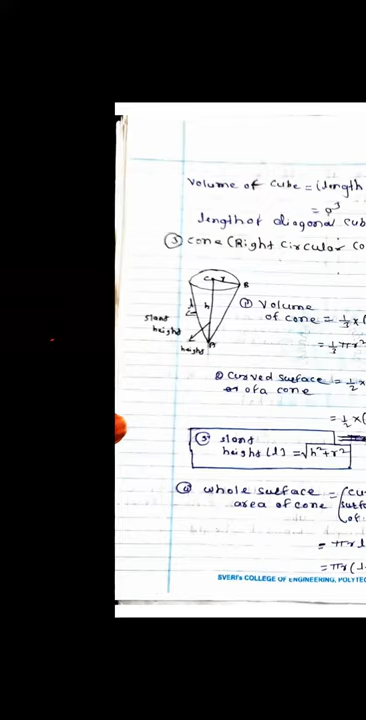 Volume of cube = (length
= a³
length of diagonal cub
③ cone (Right Circular Co
C r
B
l
h
slant
height
A
height
① Volume
of cone = 1/3 × (
= 1/3 πr²
② Curved surface = 1/2 ×
of a cone
= 1/2 × (
③ slant
height (l) = √h²+r²
④ whole surface = (cu
area of cone surfa
of
= πrl
= πr(l
SVERI's COLLEGE OF ENGINEERING, POLYTEC